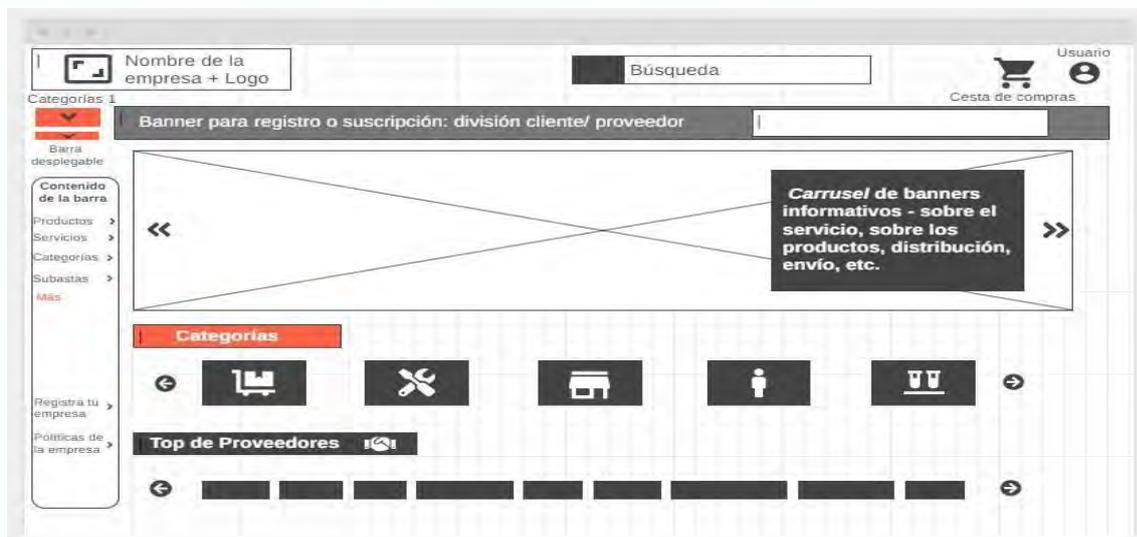 Nombre de la
empresa + Logo
Búsqueda
Usuario
Cesta de compras
Categorías 1
Banner para registro o suscripción: división cliente/ proveedor
Barra
desplegable
Contenido
de la barra
Productos
Servicios
Categorías
Subastas
Más
Registra tu
empresa
Políticas de
la empresa
Carrusel de banners
informativos - sobre el
servicio, sobre los
productos, distribución,
envío, etc.
Categorías
Top de Proveedores